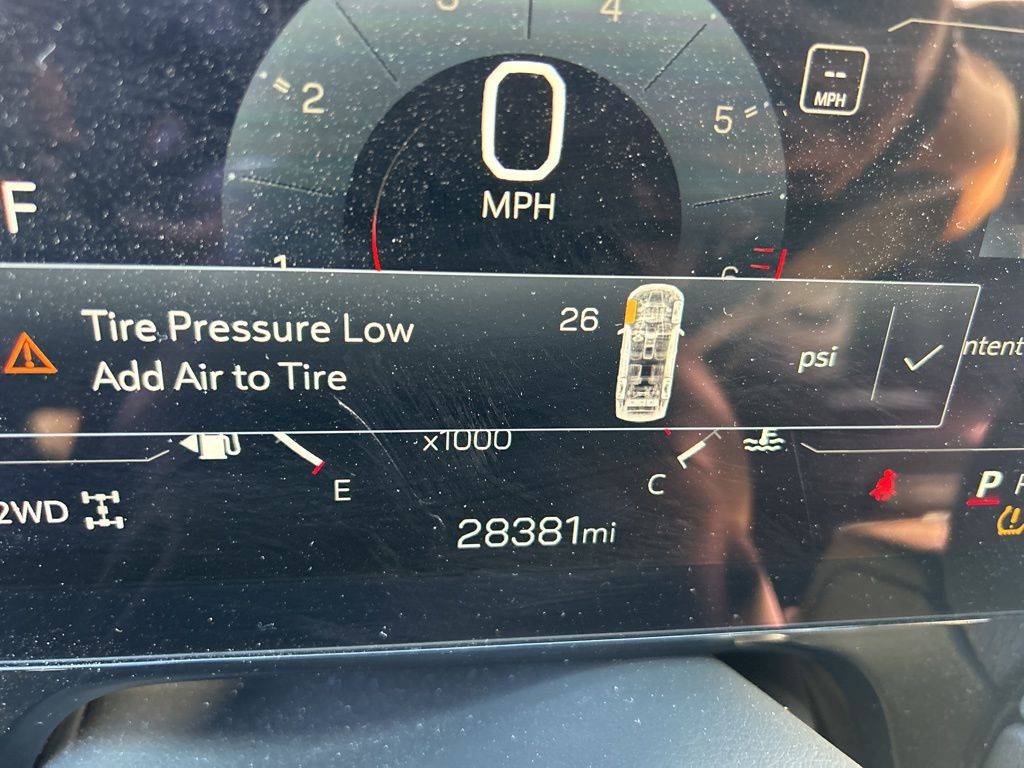 3
4
2
5
0
MPH
--
MPH
F
1
6
Tire Pressure Low
Add Air to Tire
26
psi
ntent
x1000
E
C
2WD
P
28381mi